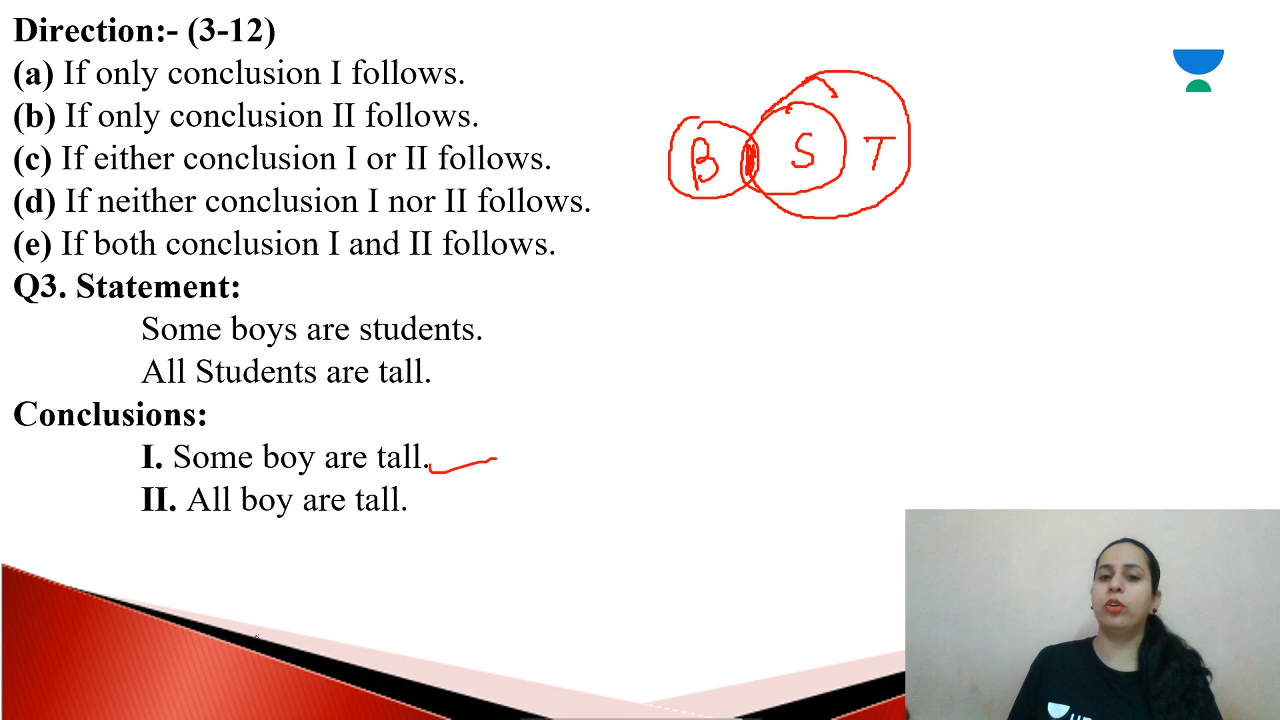 Direction:- (3-12)
(a) If only conclusion I follows.
(b) If only conclusion II follows.
(c) If either conclusion I or II follows.
(d) If neither conclusion I nor II follows.
(e) If both conclusion I and II follows.
Q3. Statement:
Some boys are students.
All Students are tall.
Conclusions:
I. Some boy are tall.
II. All boy are tall.
B S T